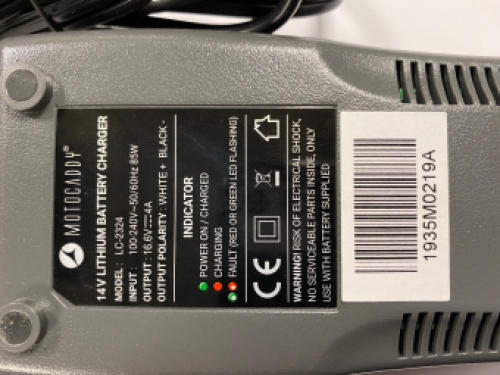 MOTOCADDY®
14V LITHIUM BATTERY CHARGER
MODEL : LC-2324
INPUT : 100-240V~50/60Hz 85W
OUTPUT : 16.6V⎓4A
OUTPUT POLARITY : WHITE + BLACK -
INDICATOR
POWER ON / CHARGED
CHARGING
FAULT (RED OR GREEN LED FLASHING)
CE
WARNING! RISK OF ELECTRICAL SHOCK,
NO SERVICEABLE PARTS INSIDE, ONLY
USE WITH BATTERY SUPPLIED
1935M0219A